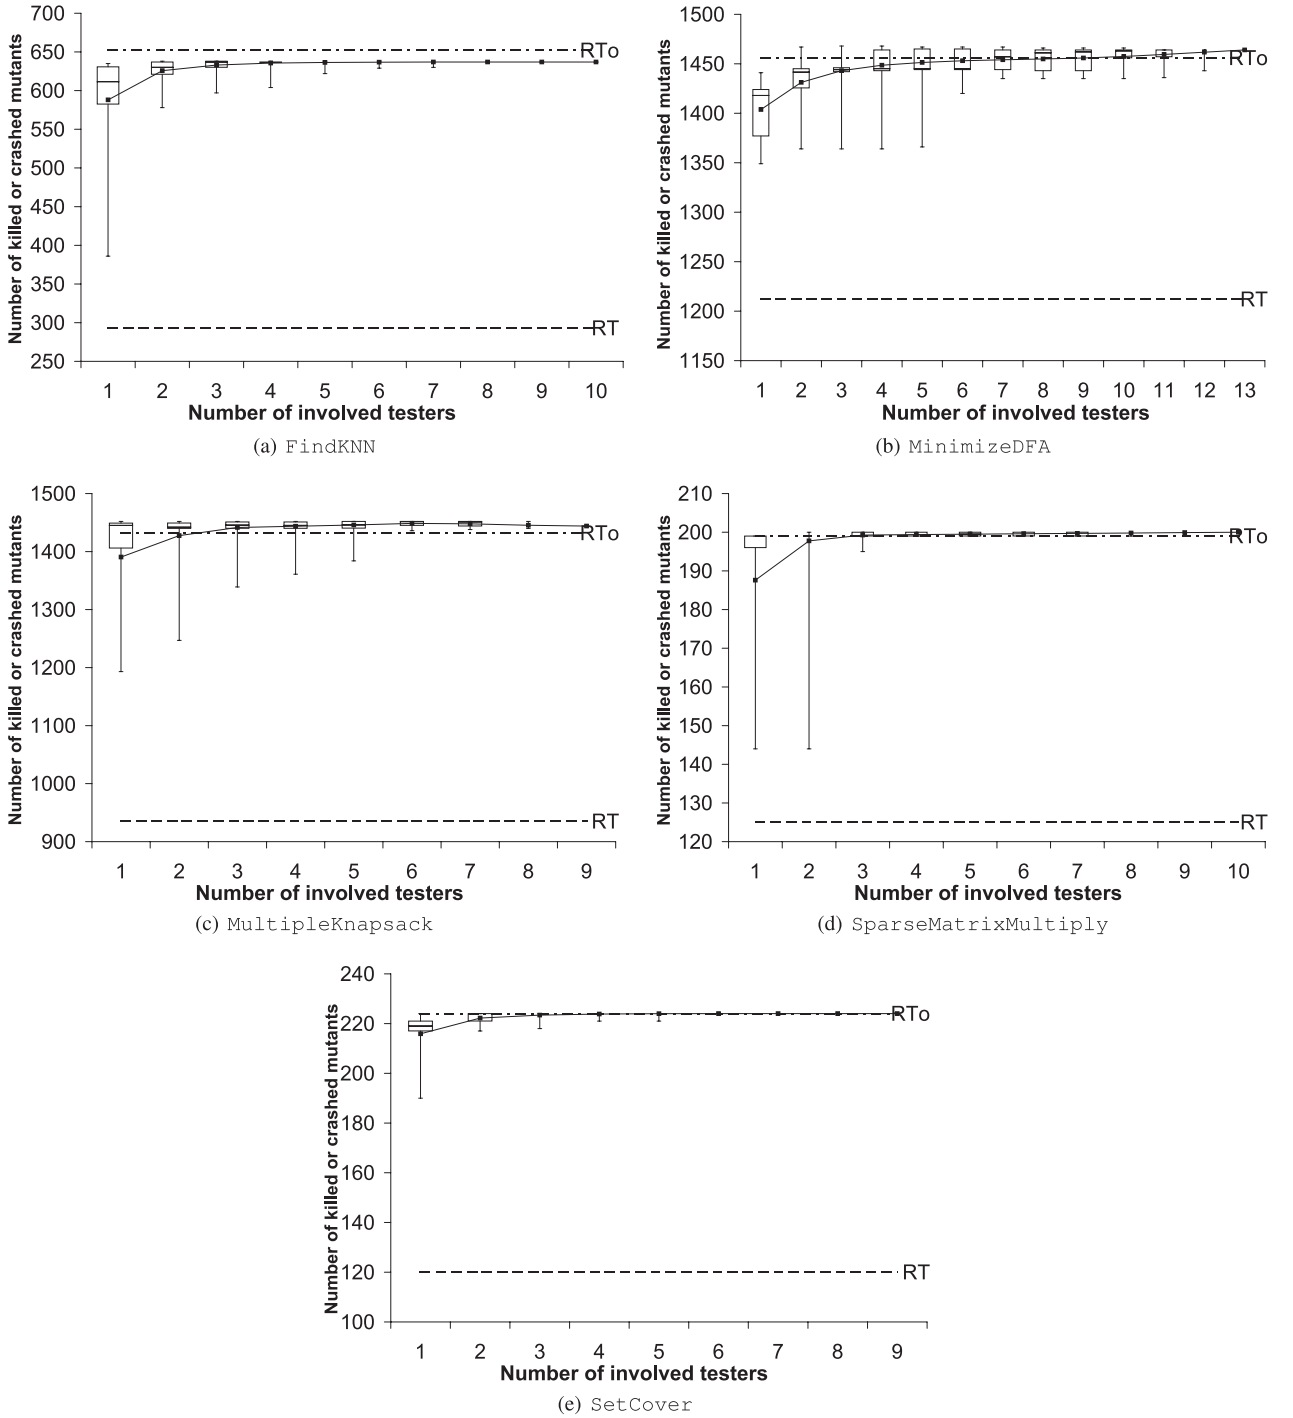 Number of killed or crashed mutants
700
650
600
550
500
450
400
350
300
250
RTo
RT
1 2 3 4 5 6 7 8 9 10
Number of involved testers
(a) FindKNN
Number of killed or crashed mutants
1500
1450
1400
1350
1300
1250
1200
1150
RTo
RT
1 2 3 4 5 6 7 8 9 10 11 12 13
Number of involved testers
(b) MinimizeDFA
Number of killed or crashed mutants
1500
1400
1300
1200
1100
1000
900
RTo
RT
1 2 3 4 5 6 7 8 9
Number of involved testers
(c) MultipleKnapsack
Number of killed or crashed mutants
210
200
190
180
170
160
150
140
130
120
RTo
RT
1 2 3 4 5 6 7 8 9 10
Number of involved testers
(d) SparseMatrixMultiply
Number of killed or crashed mutants
240
220
200
180
160
140
120
100
RTo
RT
1 2 3 4 5 6 7 8 9
Number of involved testers
(e) SetCover